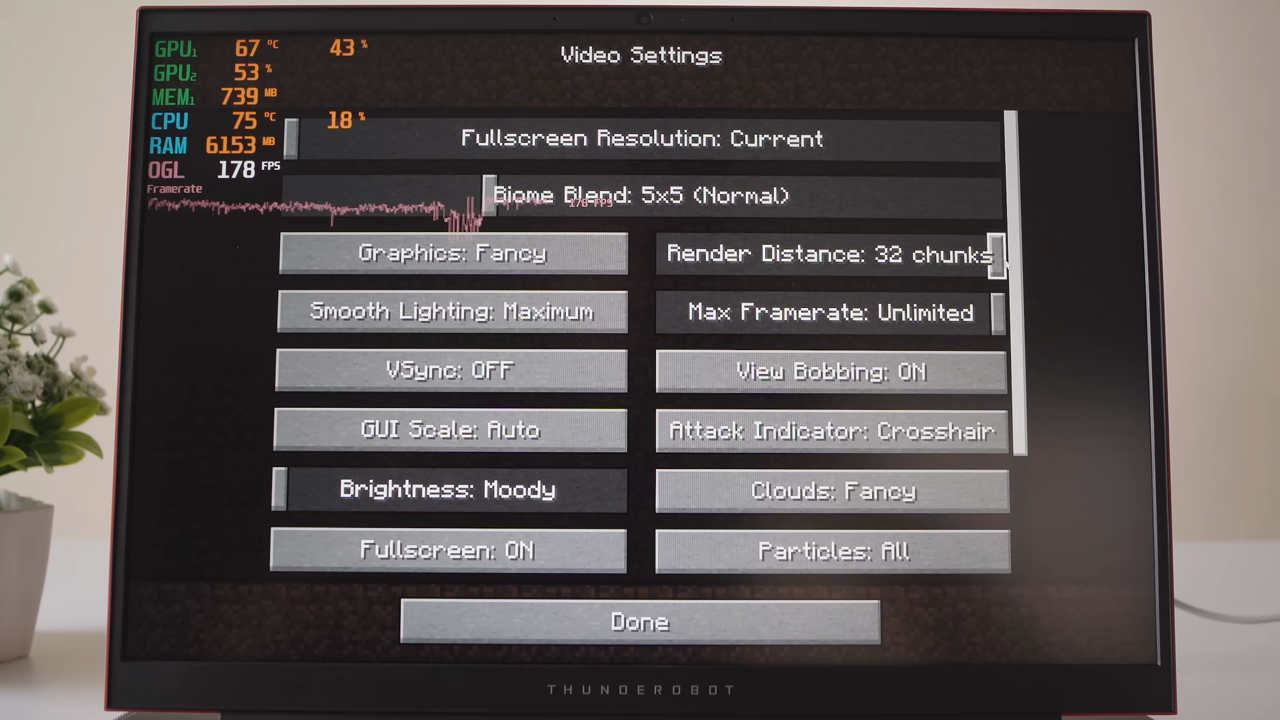 GPU₁ 67 °C 43 %
GPU₂ 53 %
MEM₁ 739 MB
CPU 75 °C 18 %
RAM 6153 MB
OGL 178 FPS
Framerate
178 FPS
Video Settings
Fullscreen Resolution: Current
Biome Blend: 5x5 (Normal)
Graphics: Fancy
Render Distance: 32 chunks
Smooth Lighting: Maximum
Max Framerate: Unlimited
VSync: OFF
View Bobbing: ON
GUI Scale: Auto
Attack Indicator: Crosshair
Brightness: Moody
Clouds: Fancy
Fullscreen: ON
Particles: All
Done
THUNDEROBOT